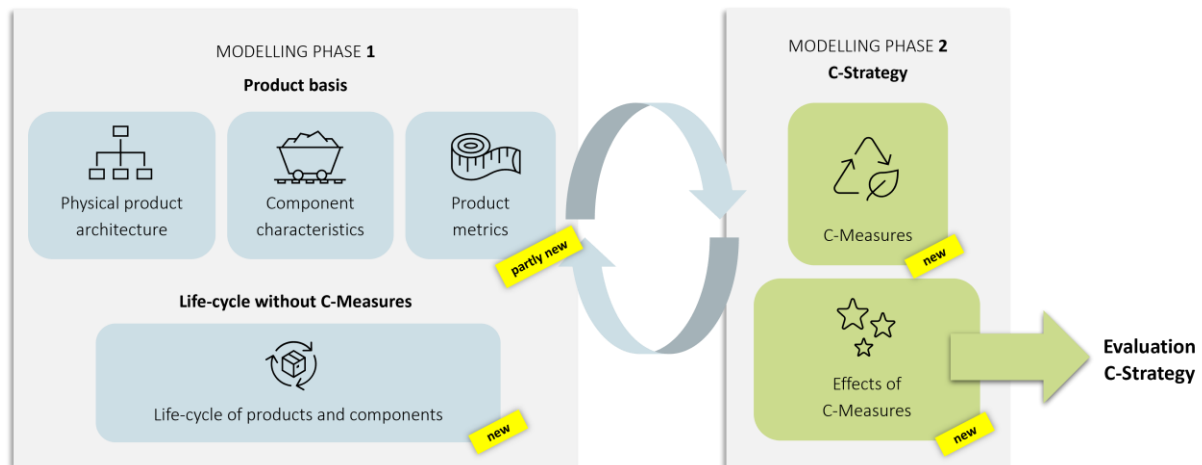 MODELLING PHASE 1
Product basis
Physical product
architecture
Component
characteristics
Product
metrics
partly new
Life-cycle without C-Measures
Life-cycle of products and components
new
MODELLING PHASE 2
C-Strategy
C-Measures
new
Effects of
C-Measures
new
Evaluation
C-Strategy